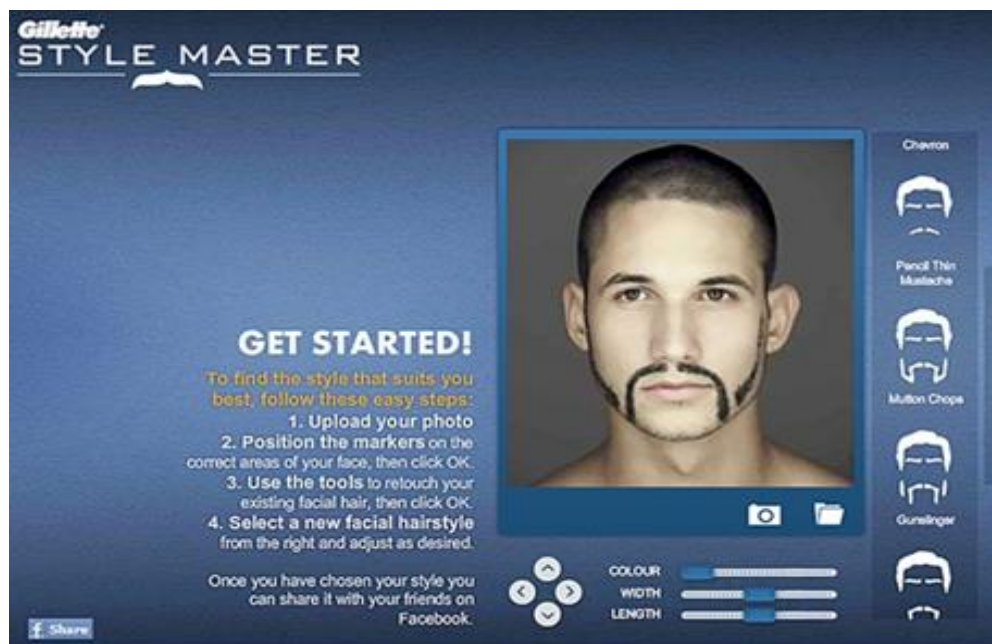 Gillette
STYLE MASTER
GET STARTED!
To find the style that suits you
best, follow these easy steps:
1. Upload your photo
2. Position the markers on the
correct areas of your face, then click OK.
3. Use the tools to retouch your
existing facial hair, then click OK.
4. Select a new facial hairstyle
from the right and adjust as desired.
Once you have chosen your style you
can share it with your friends on
Facebook.
f Share
COLOUR
WIDTH
LENGTH
Chevron
Pencil Thin
Mustache
Mutton Chops
Gunslinger